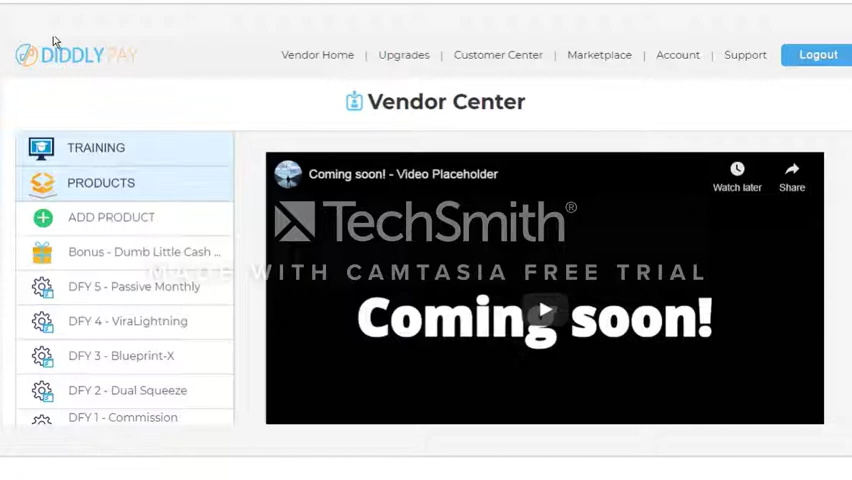 DIDDLYPAY
Vendor Home | Upgrades | Customer Center | Marketplace | Account | Support Logout
Vendor Center
TRAINING
PRODUCTS
ADD PRODUCT
Bonus - Dumb Little Cash ...
DFY 5 - Passive Monthly
DFY 4 - ViraLightning
DFY 3 - Blueprint-X
DFY 2 - Dual Squeeze
DFY 1 - Commission
Coming soon! - Video Placeholder
Watch later
Share
TechSmith®
MADE WITH CAMTASIA FREE TRIAL
Coming soon!